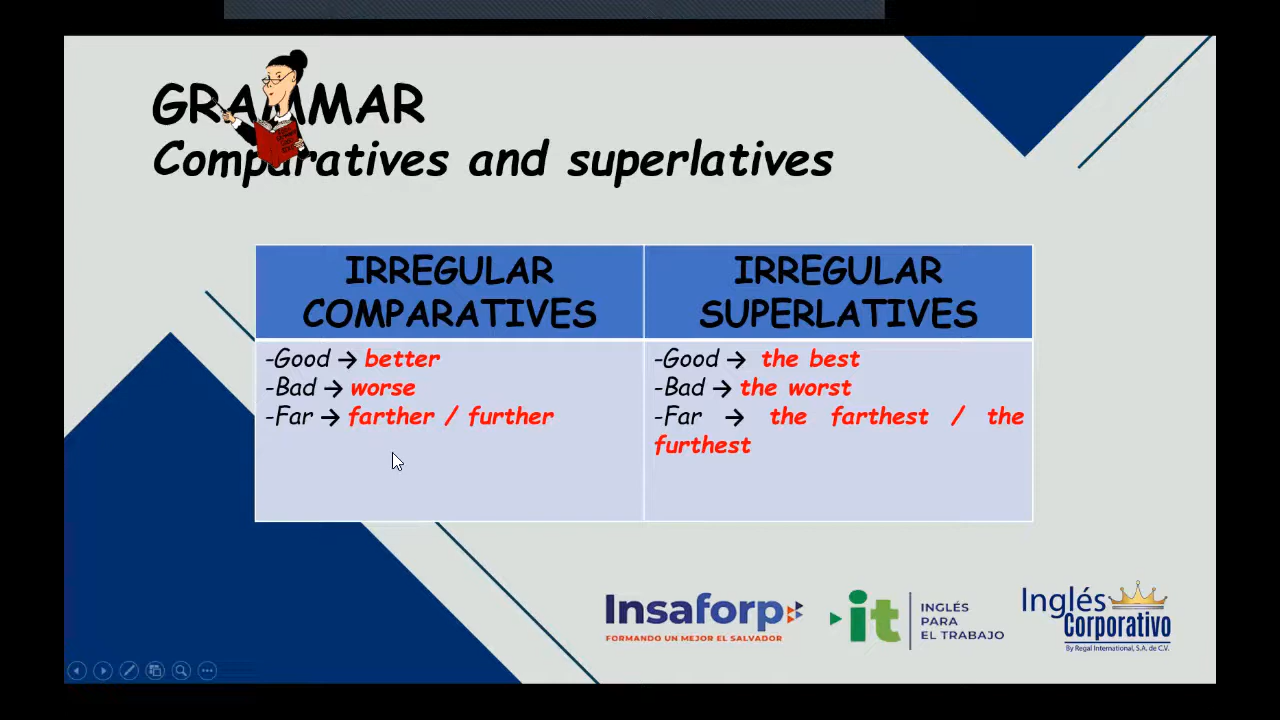 GRAMMAR
Comparatives and superlatives
IRREGULAR
COMPARATIVES
-Good → better
-Bad → worse
-Far → farther / further
IRREGULAR
SUPERLATIVES
-Good → the best
-Bad → the worst
-Far → the farthest / the
furthest
Insaforp
FORMANDO UN MEJOR EL SALVADOR
it
INGLÉS
PARA
EL TRABAJO
Inglés
Corporativo
By Regal International, S.A. de C.V.